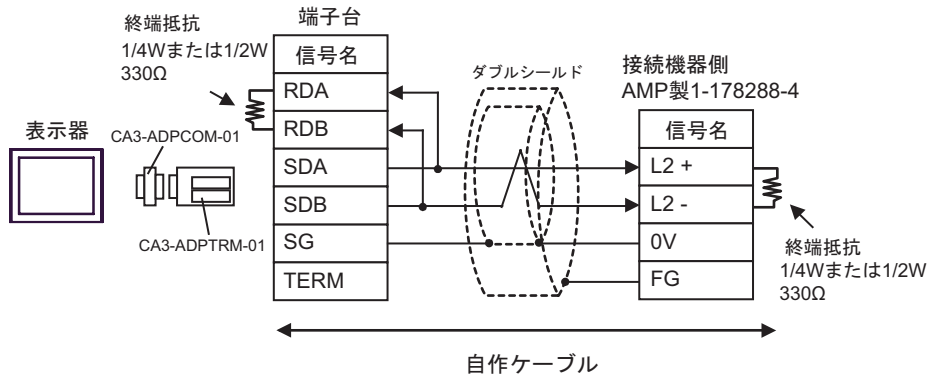 終端抵抗
1/4Wまたは1/2W
330Ω
端子台
信号名
RDA
RDB
SDA
SDB
SG
TERM
表示器
CA3-ADPCOM-01
CA3-ADPTRM-01
ダブルシールド
接続機器側
AMP製1-178288-4
信号名
L2 +
L2 -
0V
FG
終端抵抗
1/4Wまたは1/2W
330Ω
自作ケーブル